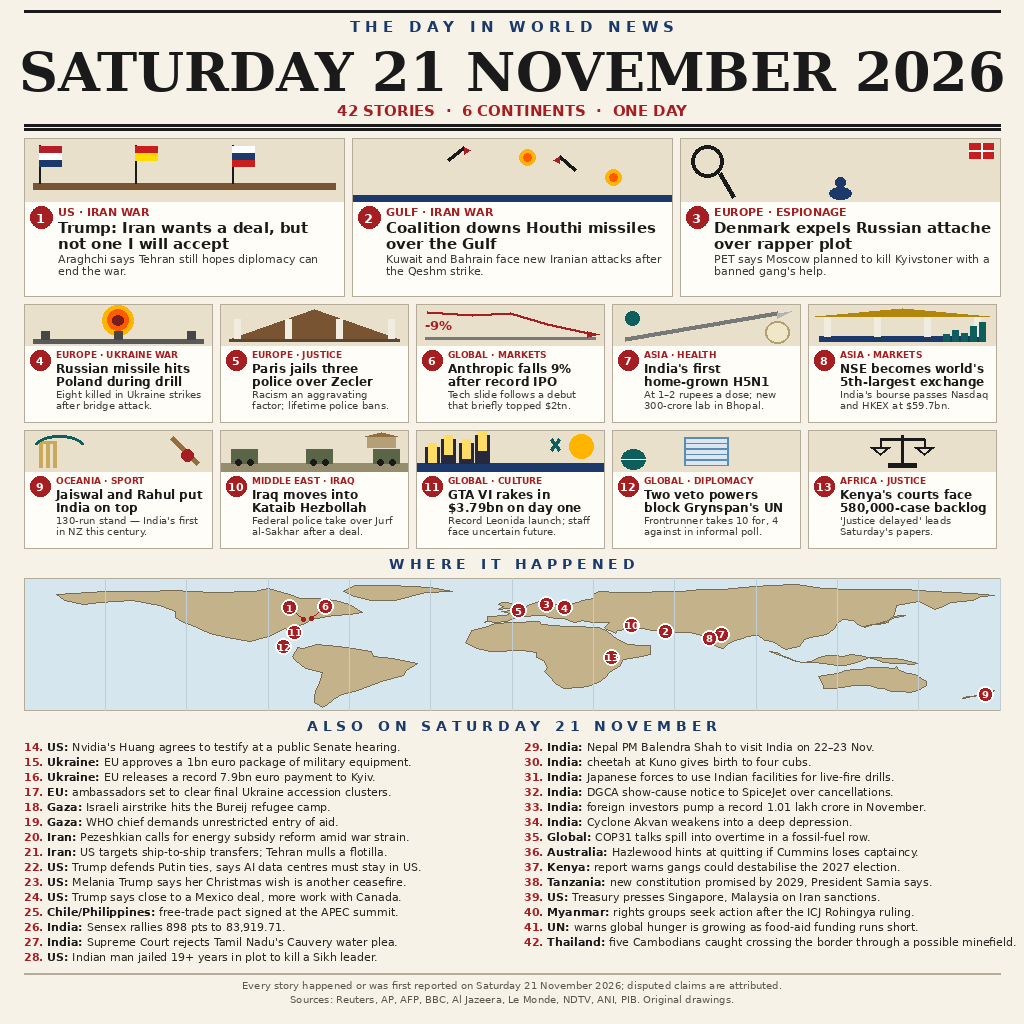 THE DAY IN WORLD NEWS
SATURDAY 21 NOVEMBER 2026
42 STORIES · 6 CONTINENTS · ONE DAY
1
US · IRAN WAR
Trump: Iran wants a deal, but
not one I will accept
Araghchi says Tehran still hopes diplomacy can
end the war.
2
GULF · IRAN WAR
Coalition downs Houthi missiles
over the Gulf
Kuwait and Bahrain face new Iranian attacks after
the Qeshm strike.
3
EUROPE · ESPIONAGE
Denmark expels Russian attache
over rapper plot
PET says Moscow planned to kill Kyivstoner with a
banned gang's help.
4
EUROPE · UKRAINE WAR
Russian missile hits
Poland during drill
Eight killed in Ukraine strikes
after bridge attack.
5
EUROPE · JUSTICE
Paris jails three
police over Zecler
Racism an aggravating
factor; lifetime police bans.
-9%
6
GLOBAL · MARKETS
Anthropic falls 9%
after record IPO
Tech slide follows a debut
that briefly topped $2tn.
7
ASIA · HEALTH
India's first
home-grown H5N1
At 1–2 rupees a dose; new
300-crore lab in Bhopal.
8
ASIA · MARKETS
NSE becomes world's
5th-largest exchange
India's bourse passes Nasdaq
and HKEX at $59.7bn.
9
OCEANIA · SPORT
Jaiswal and Rahul put
India on top
130-run stand — India's first
in NZ this century.
10
MIDDLE EAST · IRAQ
Iraq moves into
Kataib Hezbollah
Federal police take over Jurf
al-Sakhar after a deal.
11
GLOBAL · CULTURE
GTA VI rakes in
$3.79bn on day one
Record Leonida launch; staff
face uncertain future.
12
GLOBAL · DIPLOMACY
Two veto powers
block Grynspan's UN
Frontrunner takes 10 for, 4
against in informal poll.
13
AFRICA · JUSTICE
Kenya's courts face
580,000-case backlog
'Justice delayed' leads
Saturday's papers.
WHERE IT HAPPENED
1
6
11
12
5
3
4
10
2
8
7
13
9
ALSO ON SATURDAY 21 NOVEMBER
14. US: Nvidia's Huang agrees to testify at a public Senate hearing.
15. Ukraine: EU approves a 1bn euro package of military equipment.
16. Ukraine: EU releases a record 7.9bn euro payment to Kyiv.
17. EU: ambassadors set to clear final Ukraine accession clusters.
18. Gaza: Israeli airstrike hits the Bureij refugee camp.
19. Gaza: WHO chief demands unrestricted entry of aid.
20. Iran: Pezeshkian calls for energy subsidy reform amid war strain.
21. Iran: US targets ship-to-ship transfers; Tehran mulls a flotilla.
22. US: Trump defends Putin ties, says AI data centres must stay in US.
23. US: Melania Trump says her Christmas wish is another ceasefire.
24. US: Trump says close to a Mexico deal, more work with Canada.
25. Chile/Philippines: free-trade pact signed at the APEC summit.
26. India: Sensex rallies 898 pts to 83,919.71.
27. India: Supreme Court rejects Tamil Nadu's Cauvery water plea.
28. US: Indian man jailed 19+ years in plot to kill a Sikh leader.
29. India: Nepal PM Balendra Shah to visit India on 22–23 Nov.
30. India: cheetah at Kuno gives birth to four cubs.
31. India: Japanese forces to use Indian facilities for live-fire drills.
32. India: DGCA show-cause notice to SpiceJet over cancellations.
33. India: foreign investors pump a record 1.01 lakh crore in November.
34. India: Cyclone Akvan weakens into a deep depression.
35. Global: COP31 talks spill into overtime in a fossil-fuel row.
36. Australia: Hazlewood hints at quitting if Cummins loses captaincy.
37. Kenya: report warns gangs could destabilise the 2027 election.
38. Tanzania: new constitution promised by 2029, President Samia says.
39. US: Treasury presses Singapore, Malaysia on Iran sanctions.
40. Myanmar: rights groups seek action after the ICJ Rohingya ruling.
41. UN: warns global hunger is growing as food-aid funding runs short.
42. Thailand: five Cambodians caught crossing the border through a possible minefield.
Every story happened or was first reported on Saturday 21 November 2026; disputed claims are attributed.
Sources: Reuters, AP, AFP, BBC, Al Jazeera, Le Monde, NDTV, ANI, PIB. Original drawings.